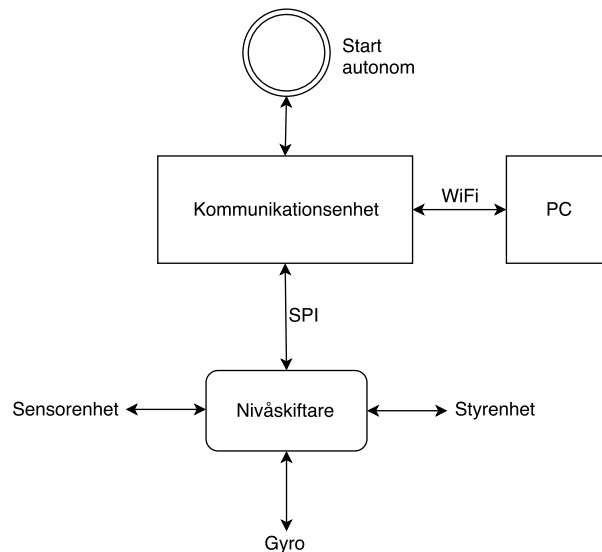 Start
autonom
Kommunikationsenhet
WiFi
PC
SPI
Sensorenhet
Nivåskiftare
Styrenhet
Gyro